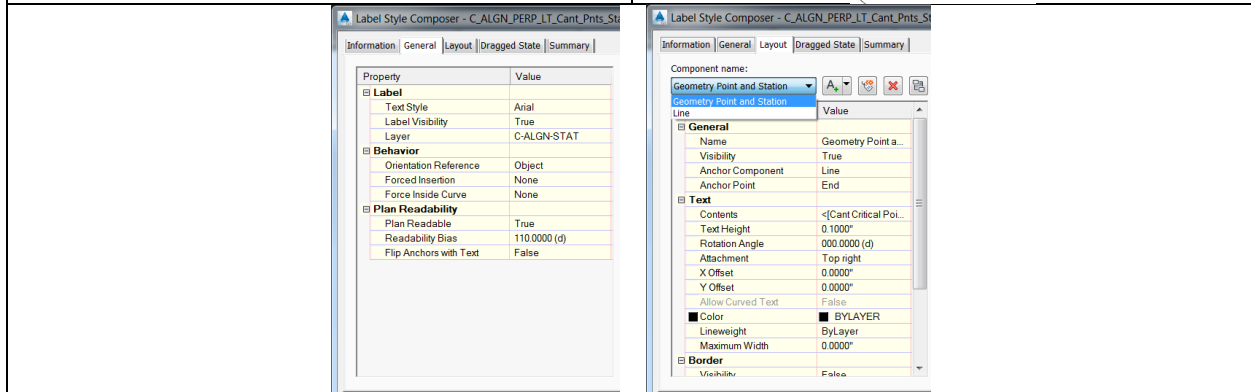 Label Style Composer - C_ALGN_PERP_LT_Cant_Pnts_Sta
Information General Layout Dragged State Summary
Property Value
Label
Text Style Arial
Label Visibility True
Layer C-ALGN-STAT
Behavior
Orientation Reference Object
Forced Insertion None
Force Inside Curve None
Plan Readability
Plan Readable True
Readability Bias 110.0000 (d)
Flip Anchors with Text False
Label Style Composer - C_ALGN_PERP_LT_Cant_Pnts_St
Information General Layout Dragged State Summary
Component name:
Geometry Point and Station
Geometry Point and Station
Line
Value
General
Name Geometry Point a...
Visibility True
Anchor Component Line
Anchor Point End
Text
Contents <[Cant Critical Poi...
Text Height 0.1000"
Rotation Angle 000.0000 (d)
Attachment Top right
X Offset 0.0000"
Y Offset 0.0000"
Allow Curved Text False
Color BYLAYER
Lineweight ByLayer
Maximum Width 0.0000"
Border
Visibility False